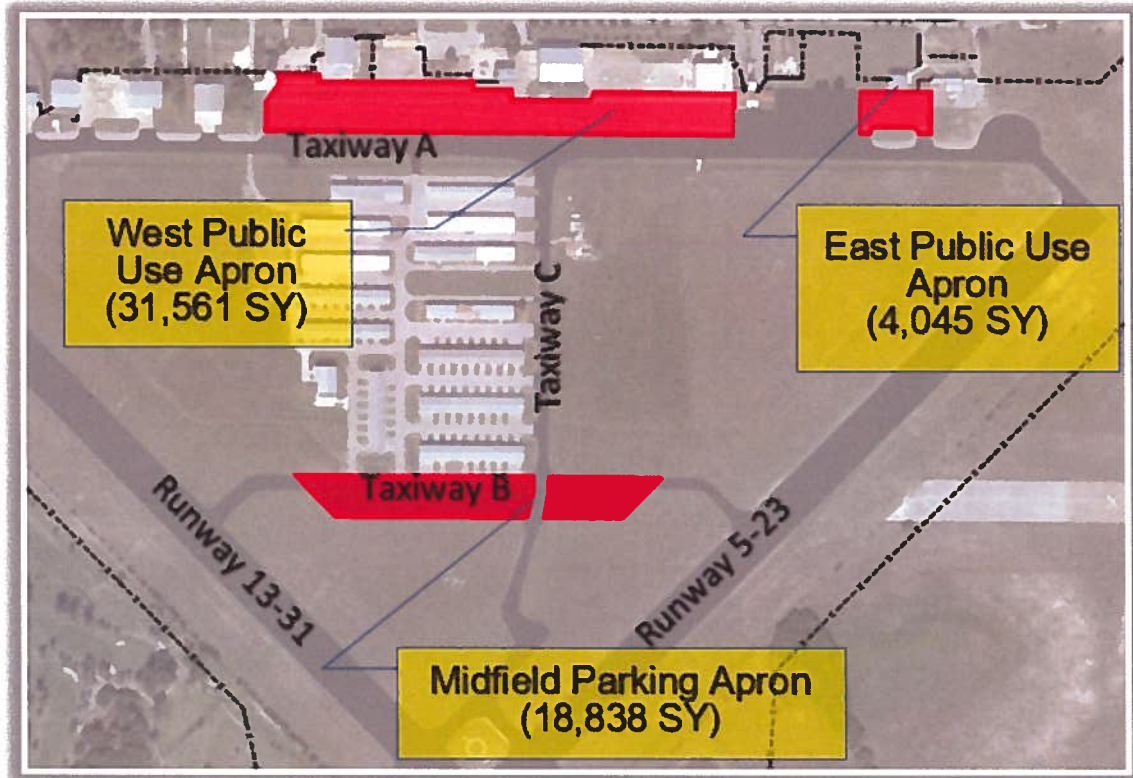 Taxiway A
West Public
Use Apron
(31,561 SY)
East Public Use
Apron
(4,045 SY)
Taxiway C
Taxiway B
Runway 13-31
Runway 5-23
Midfield Parking Apron
(18,838 SY)